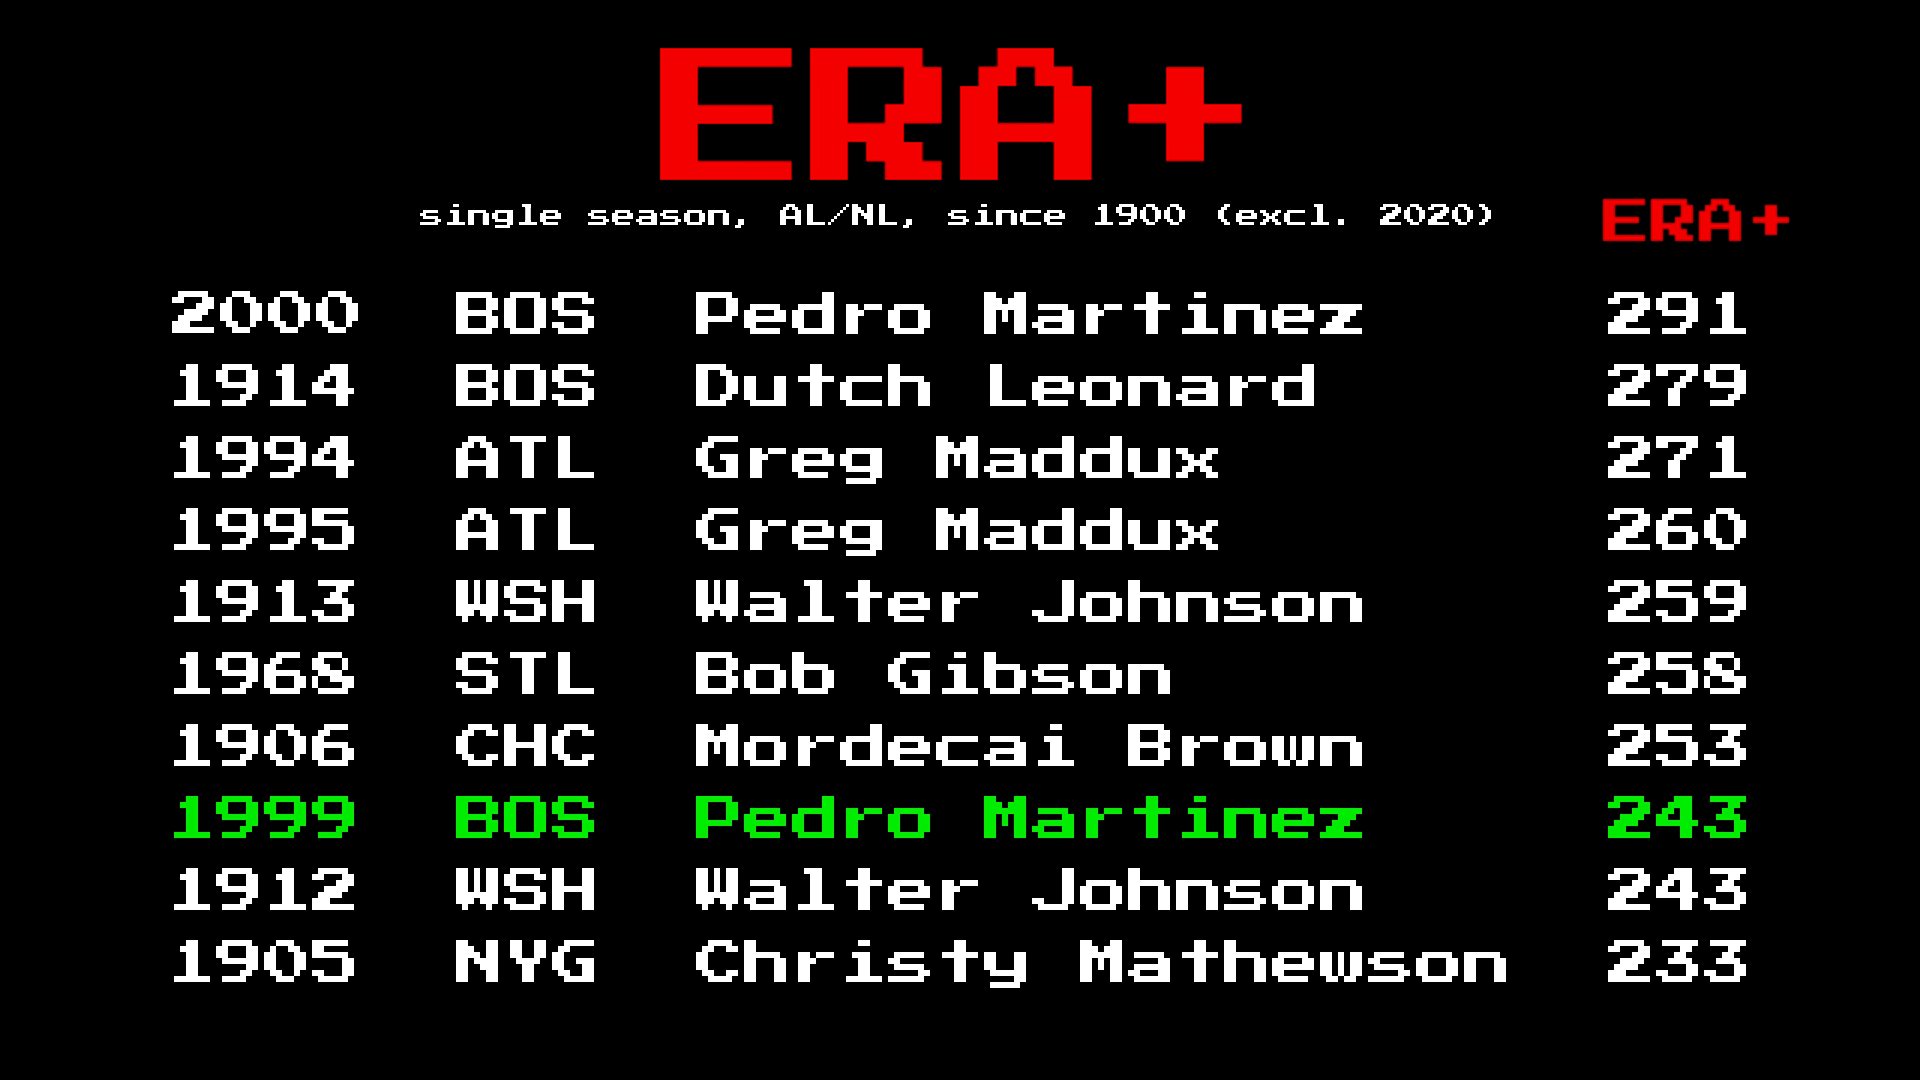 ERA+
single season, AL/NL, since 1900 (excl. 2020) ERA+
2000 BOS Pedro Martinez 291
1914 BOS Dutch Leonard 279
1994 ATL Greg Maddux 271
1995 ATL Greg Maddux 260
1913 WSH Walter Johnson 259
1968 STL Bob Gibson 258
1906 CHC Mordecai Brown 253
1999 BOS Pedro Martinez 243
1912 WSH Walter Johnson 243
1905 NYG Christy Mathewson 233